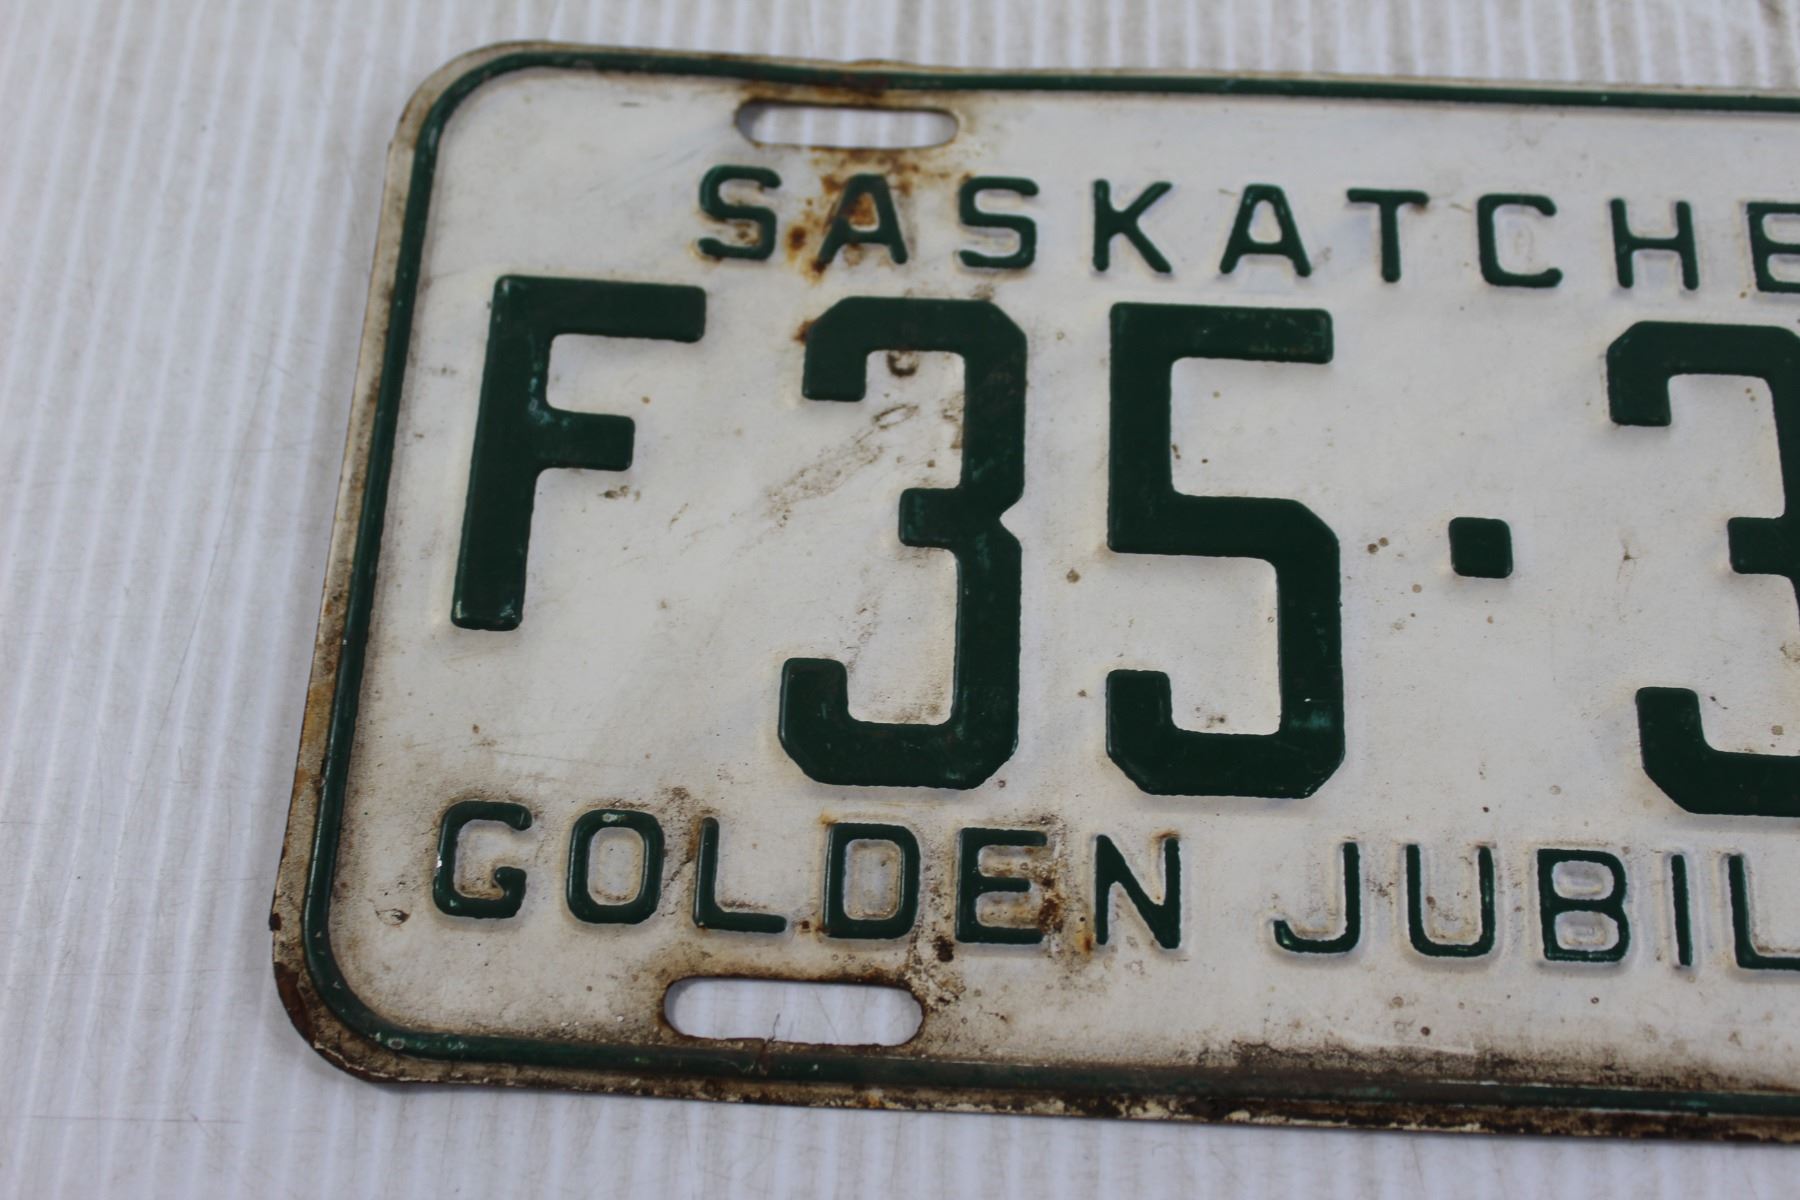 SASKATCHE
F35·3
GOLDEN JUBIL